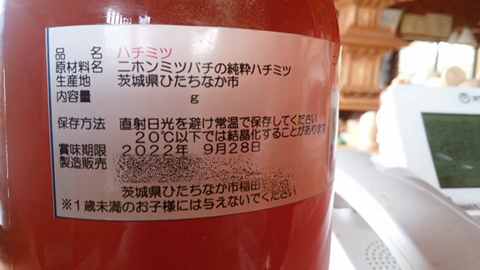 品　　名　ハチミツ
原材料名　ニホンミツバチの純粋ハチミツ
生産地　茨城県ひたちなか市
内容量　　　　　g
保存方法　直射日光を避け常温で保存してください
20℃以下では結晶化することがあります
賞味期限　2022年　9月28日
製造販売
茨城県ひたちなか市稲田
※1歳未満のお子様には与えないでください